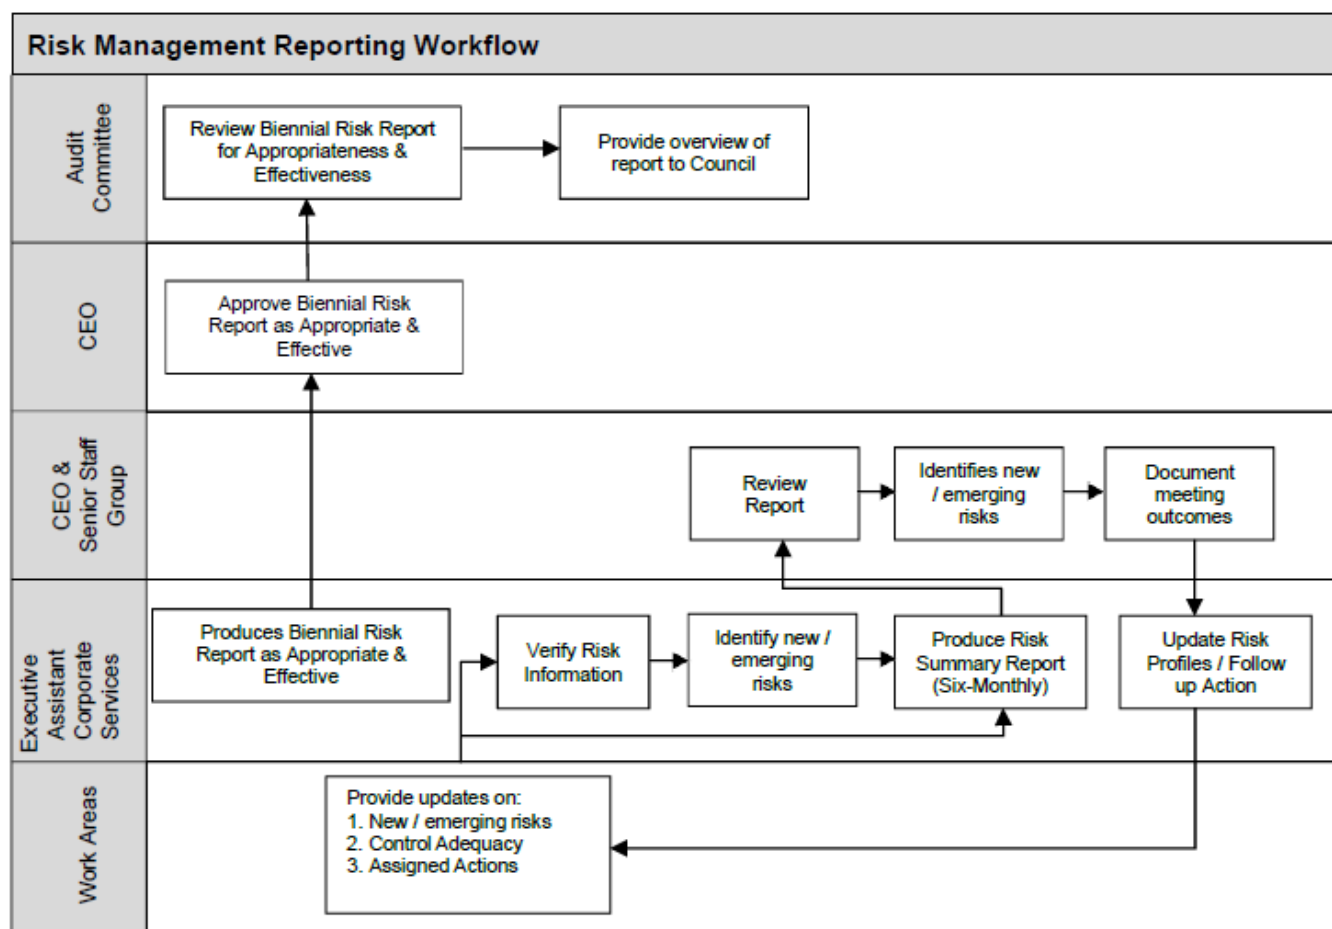 Risk Management Reporting Workflow
Audit
Committee
Review Biennial Risk Report
for Appropriateness &
Effectiveness
Provide overview of
report to Council
CEO
Approve Biennial Risk
Report as Appropriate &
Effective
CEO &
Senior Staff
Group
Review
Report
Identifies new
/ emerging
risks
Document
meeting
outcomes
Executive
Assistant
Corporate
Services
Produces Biennial Risk
Report as Appropriate &
Effective
Verify Risk
Information
Identify new /
emerging
risks
Produce Risk
Summary Report
(Six-Monthly)
Update Risk
Profiles / Follow
up Action
Work Areas
Provide updates on:
1. New / emerging risks
2. Control Adequacy
3. Assigned Actions